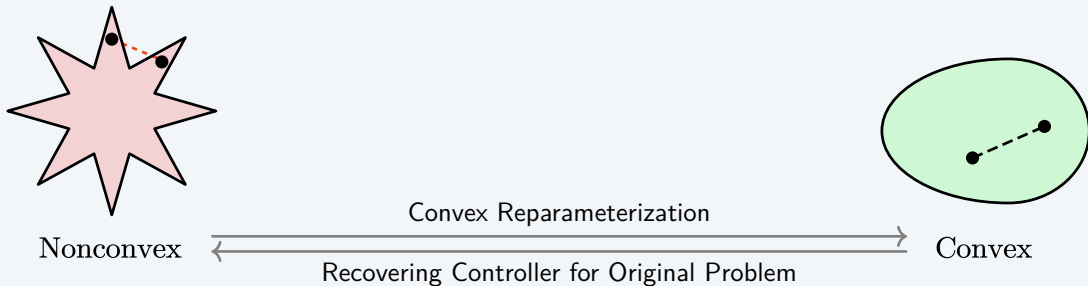 Convex Reparameterization
Nonconvex
Convex
Recovering Controller for Original Problem